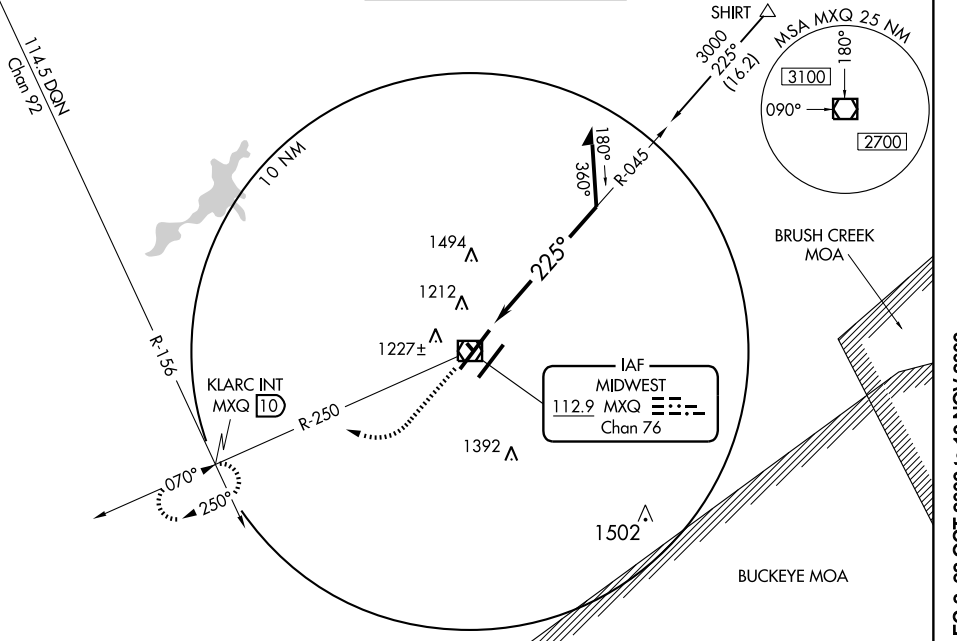 SHIRT
MSA MXQ 25 NM
180°
3100
090°
2700
3000
225°
(16.2)
114.5 DQN
Chan 92
10 NM
180°
360°
R-045
1494
225°
BRUSH CREEK
MOA
1212
1227±
R-156
IAF
MIDWEST
112.9 MXQ
Chan 76
KLARC INT
MXQ 10
R-250
1392
070°
250°
1502
BUCKEYE MOA